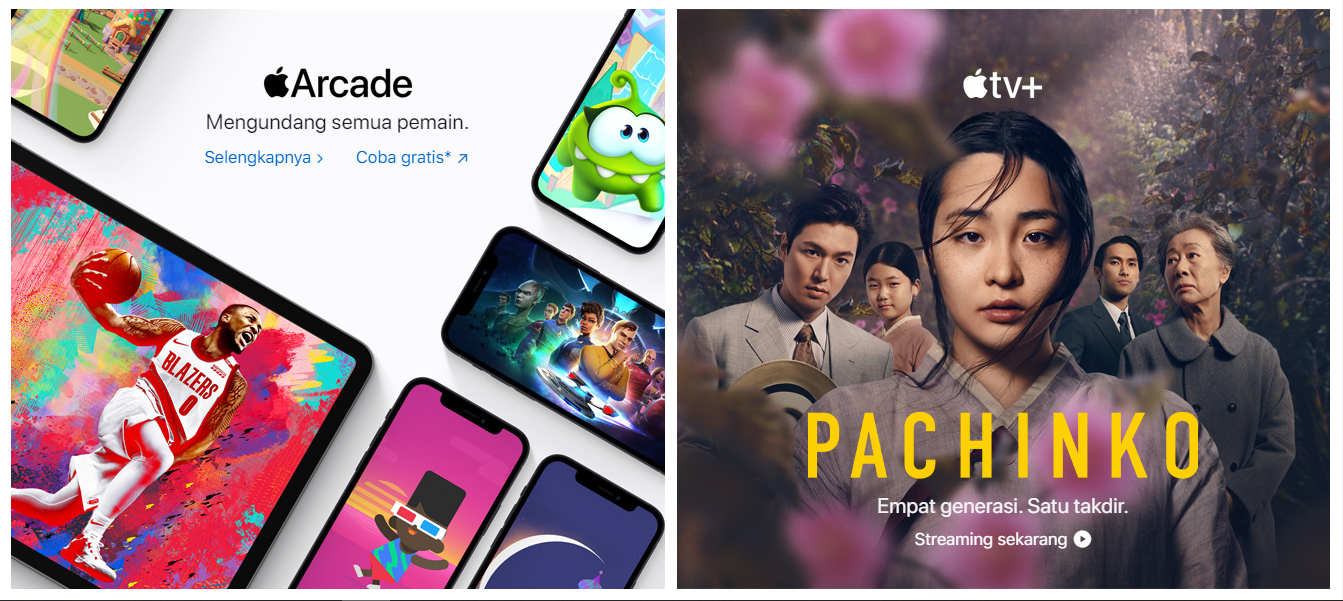 Arcade
Mengundang semua pemain.
Selengkapnya >
Coba gratis* ↗
BLAZERS
0
tv+
PACHINKO
Empat generasi. Satu takdir.
Streaming sekarang